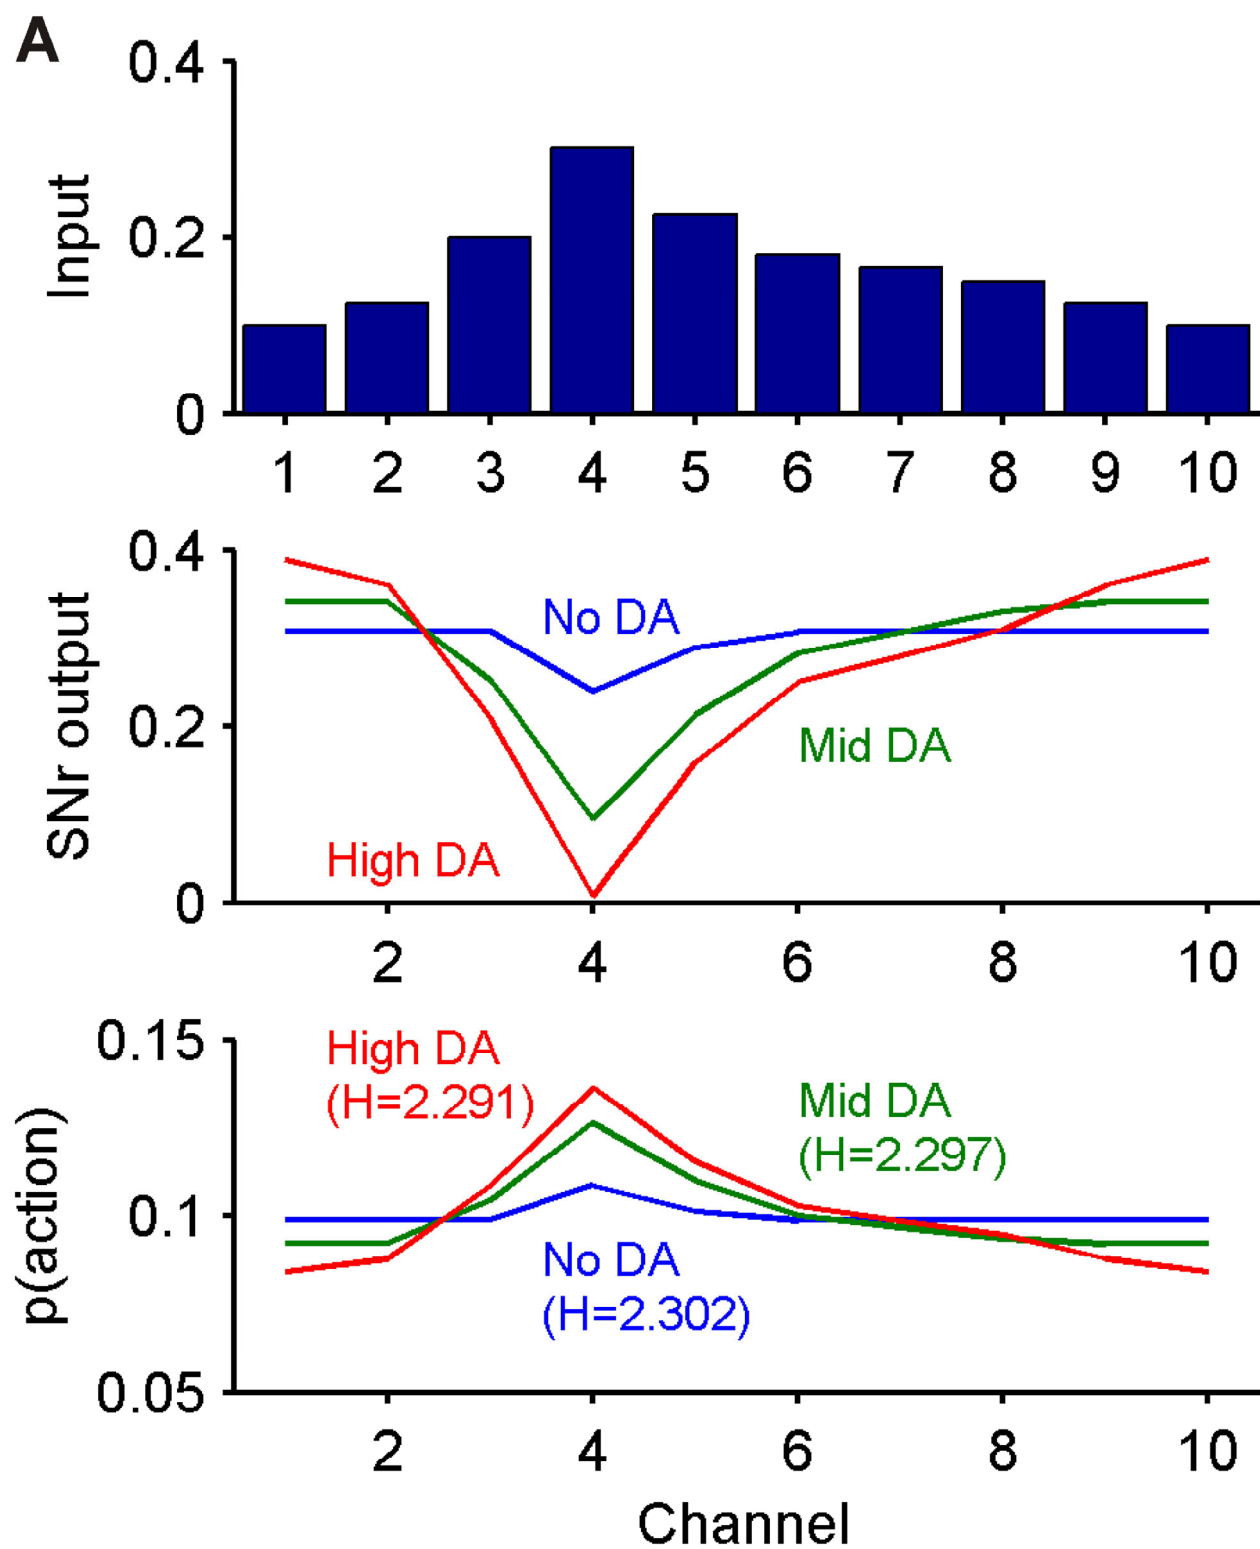 A
0.4
0.2
0
Input
1 2 3 4 5 6 7 8 9 10
0.4
0.2
0
SNr output
No DA
Mid DA
High DA
2 4 6 8 10
0.15
0.1
0.05
p(action)
High DA
(H=2.291)
Mid DA
(H=2.297)
No DA
(H=2.302)
2 4 6 8 10
Channel